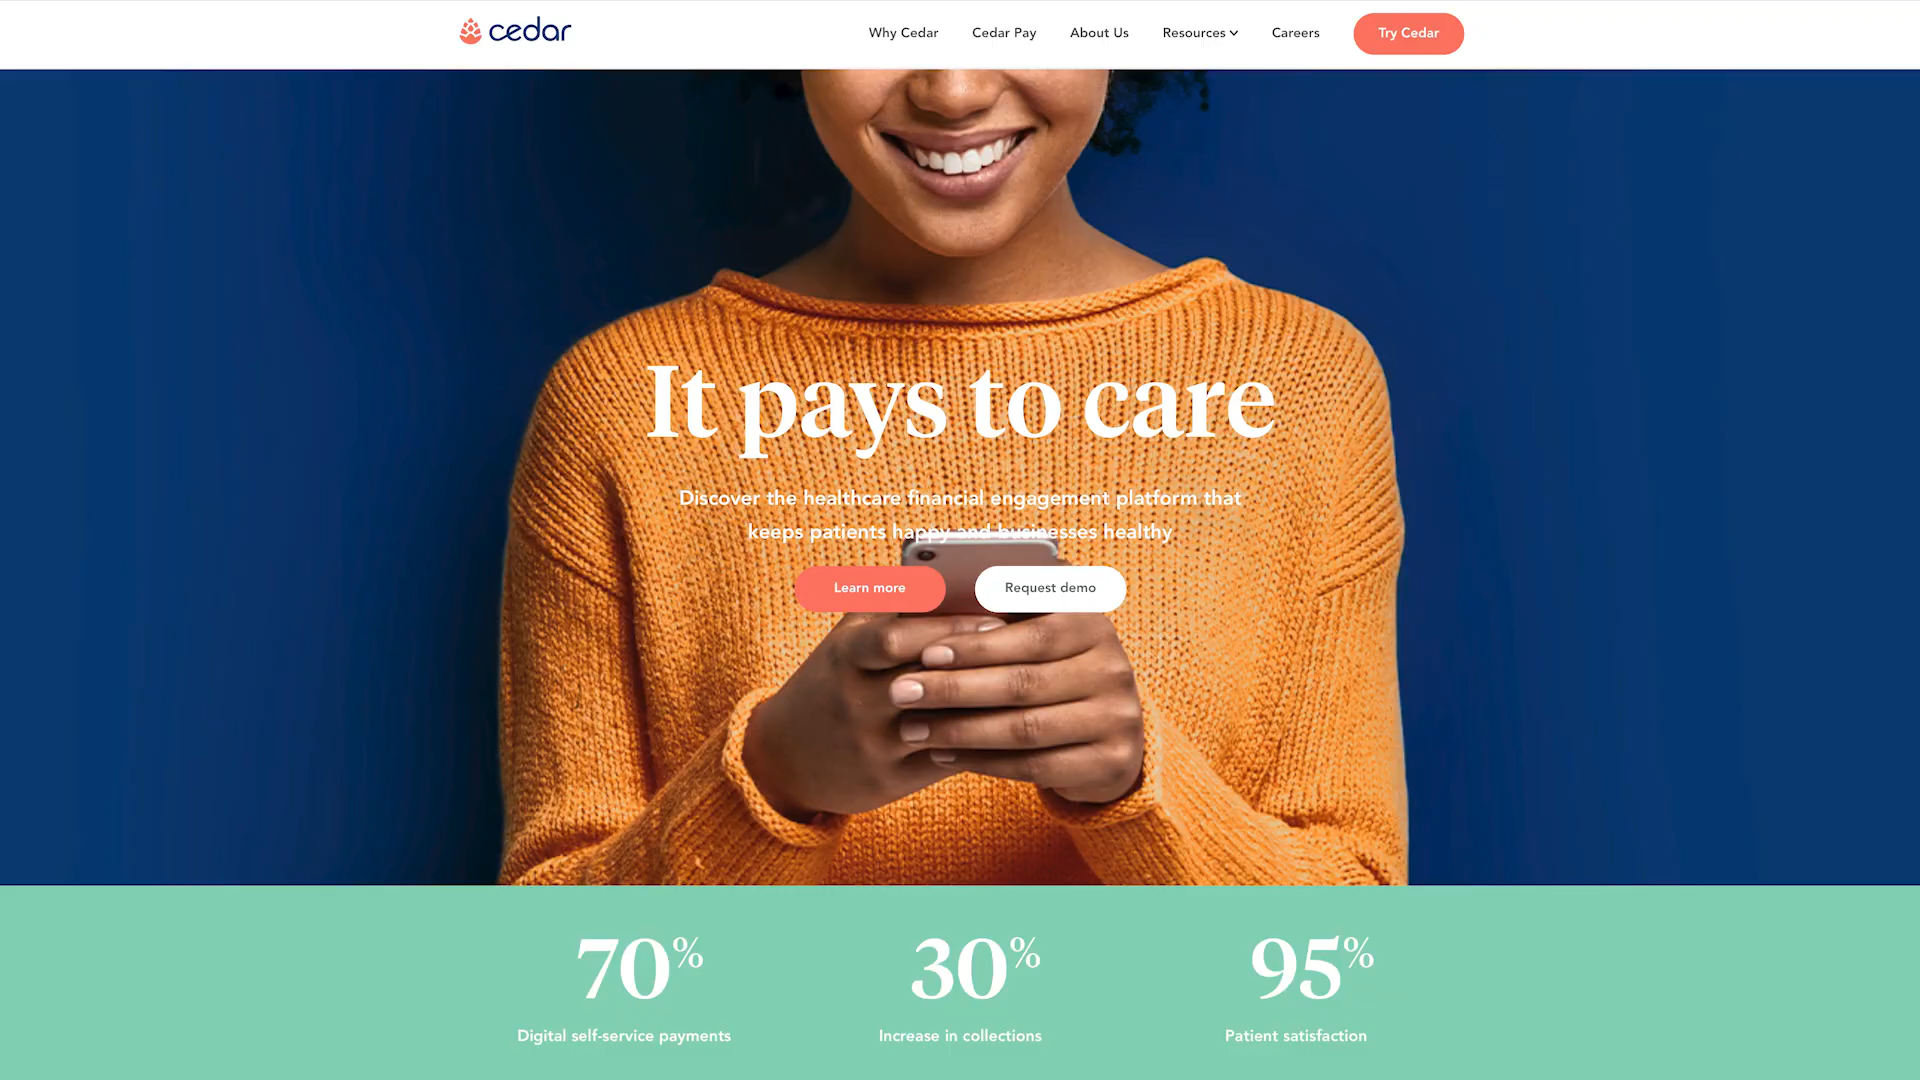 cedar
Why Cedar
Cedar Pay
About Us
Resources
Careers
Try Cedar
It pays to care
Discover the healthcare financial engagement platform that
keeps patients happy and businesses healthy
Learn more
Request demo
70%
Digital self-service payments
30%
Increase in collections
95%
Patient satisfaction